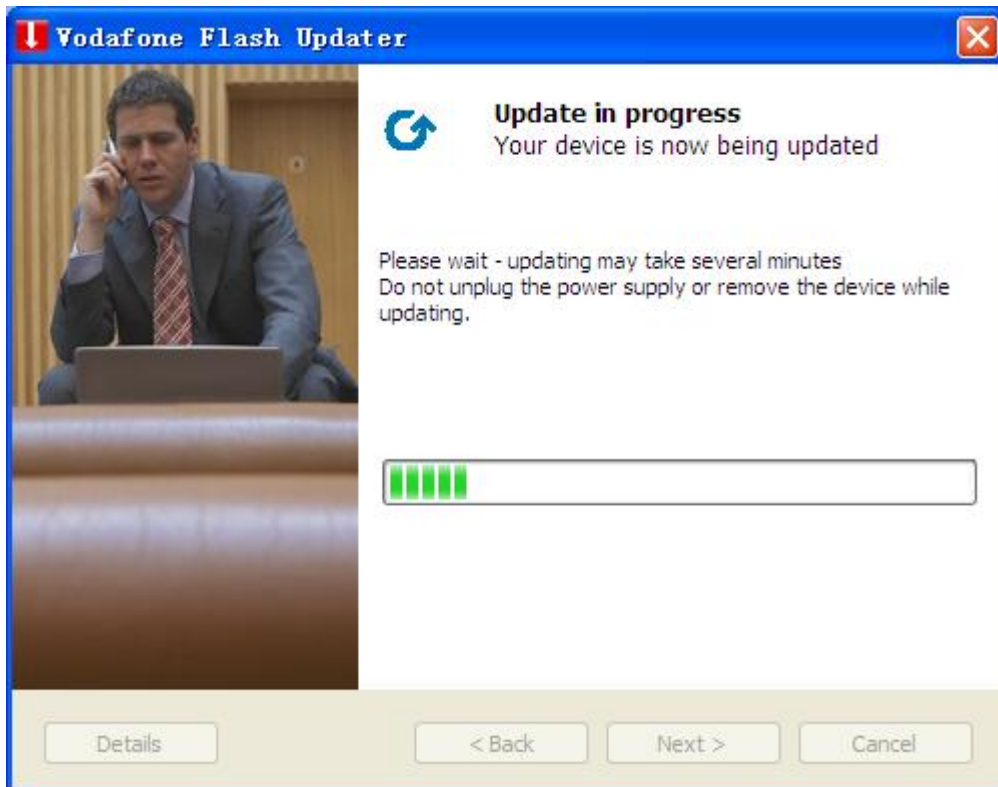 Vodafone Flash Updater
Update in progress
Your device is now being updated
Please wait - updating may take several minutes
Do not unplug the power supply or remove the device while
updating.
Details
< Back
Next >
Cancel